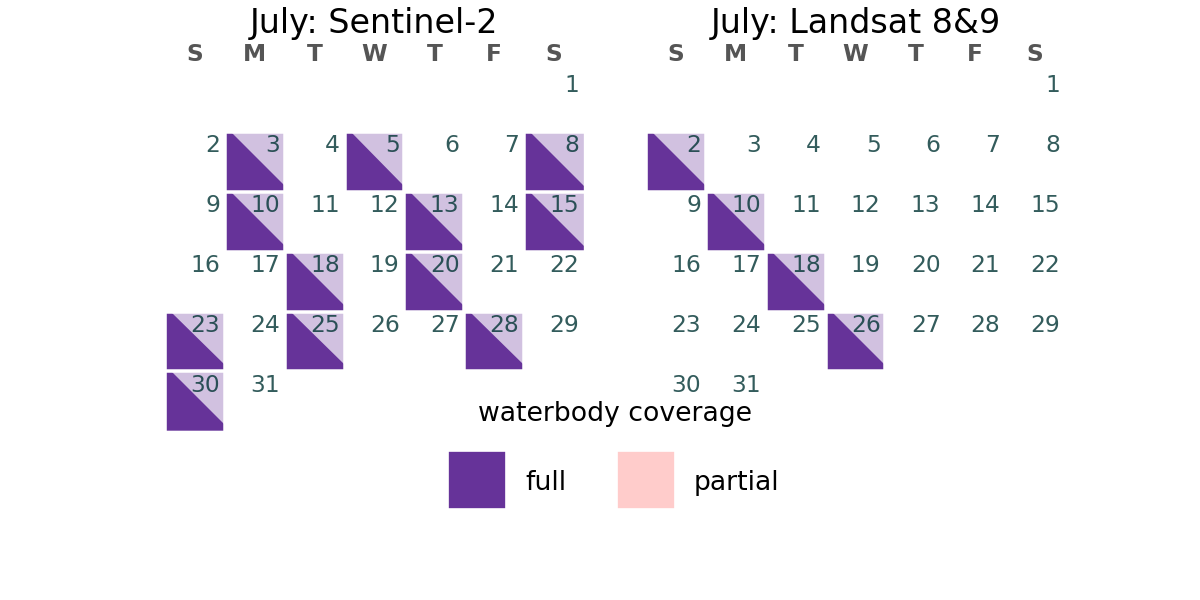 July: Sentinel-2
S M T W T F S
1
2 3 4 5 6 7 8
9 10 11 12 13 14 15
16 17 18 19 20 21 22
23 24 25 26 27 28 29
30 31
July: Landsat 8&9
S M T W T F S
1
2 3 4 5 6 7 8
9 10 11 12 13 14 15
16 17 18 19 20 21 22
23 24 25 26 27 28 29
30 31
waterbody coverage
full partial